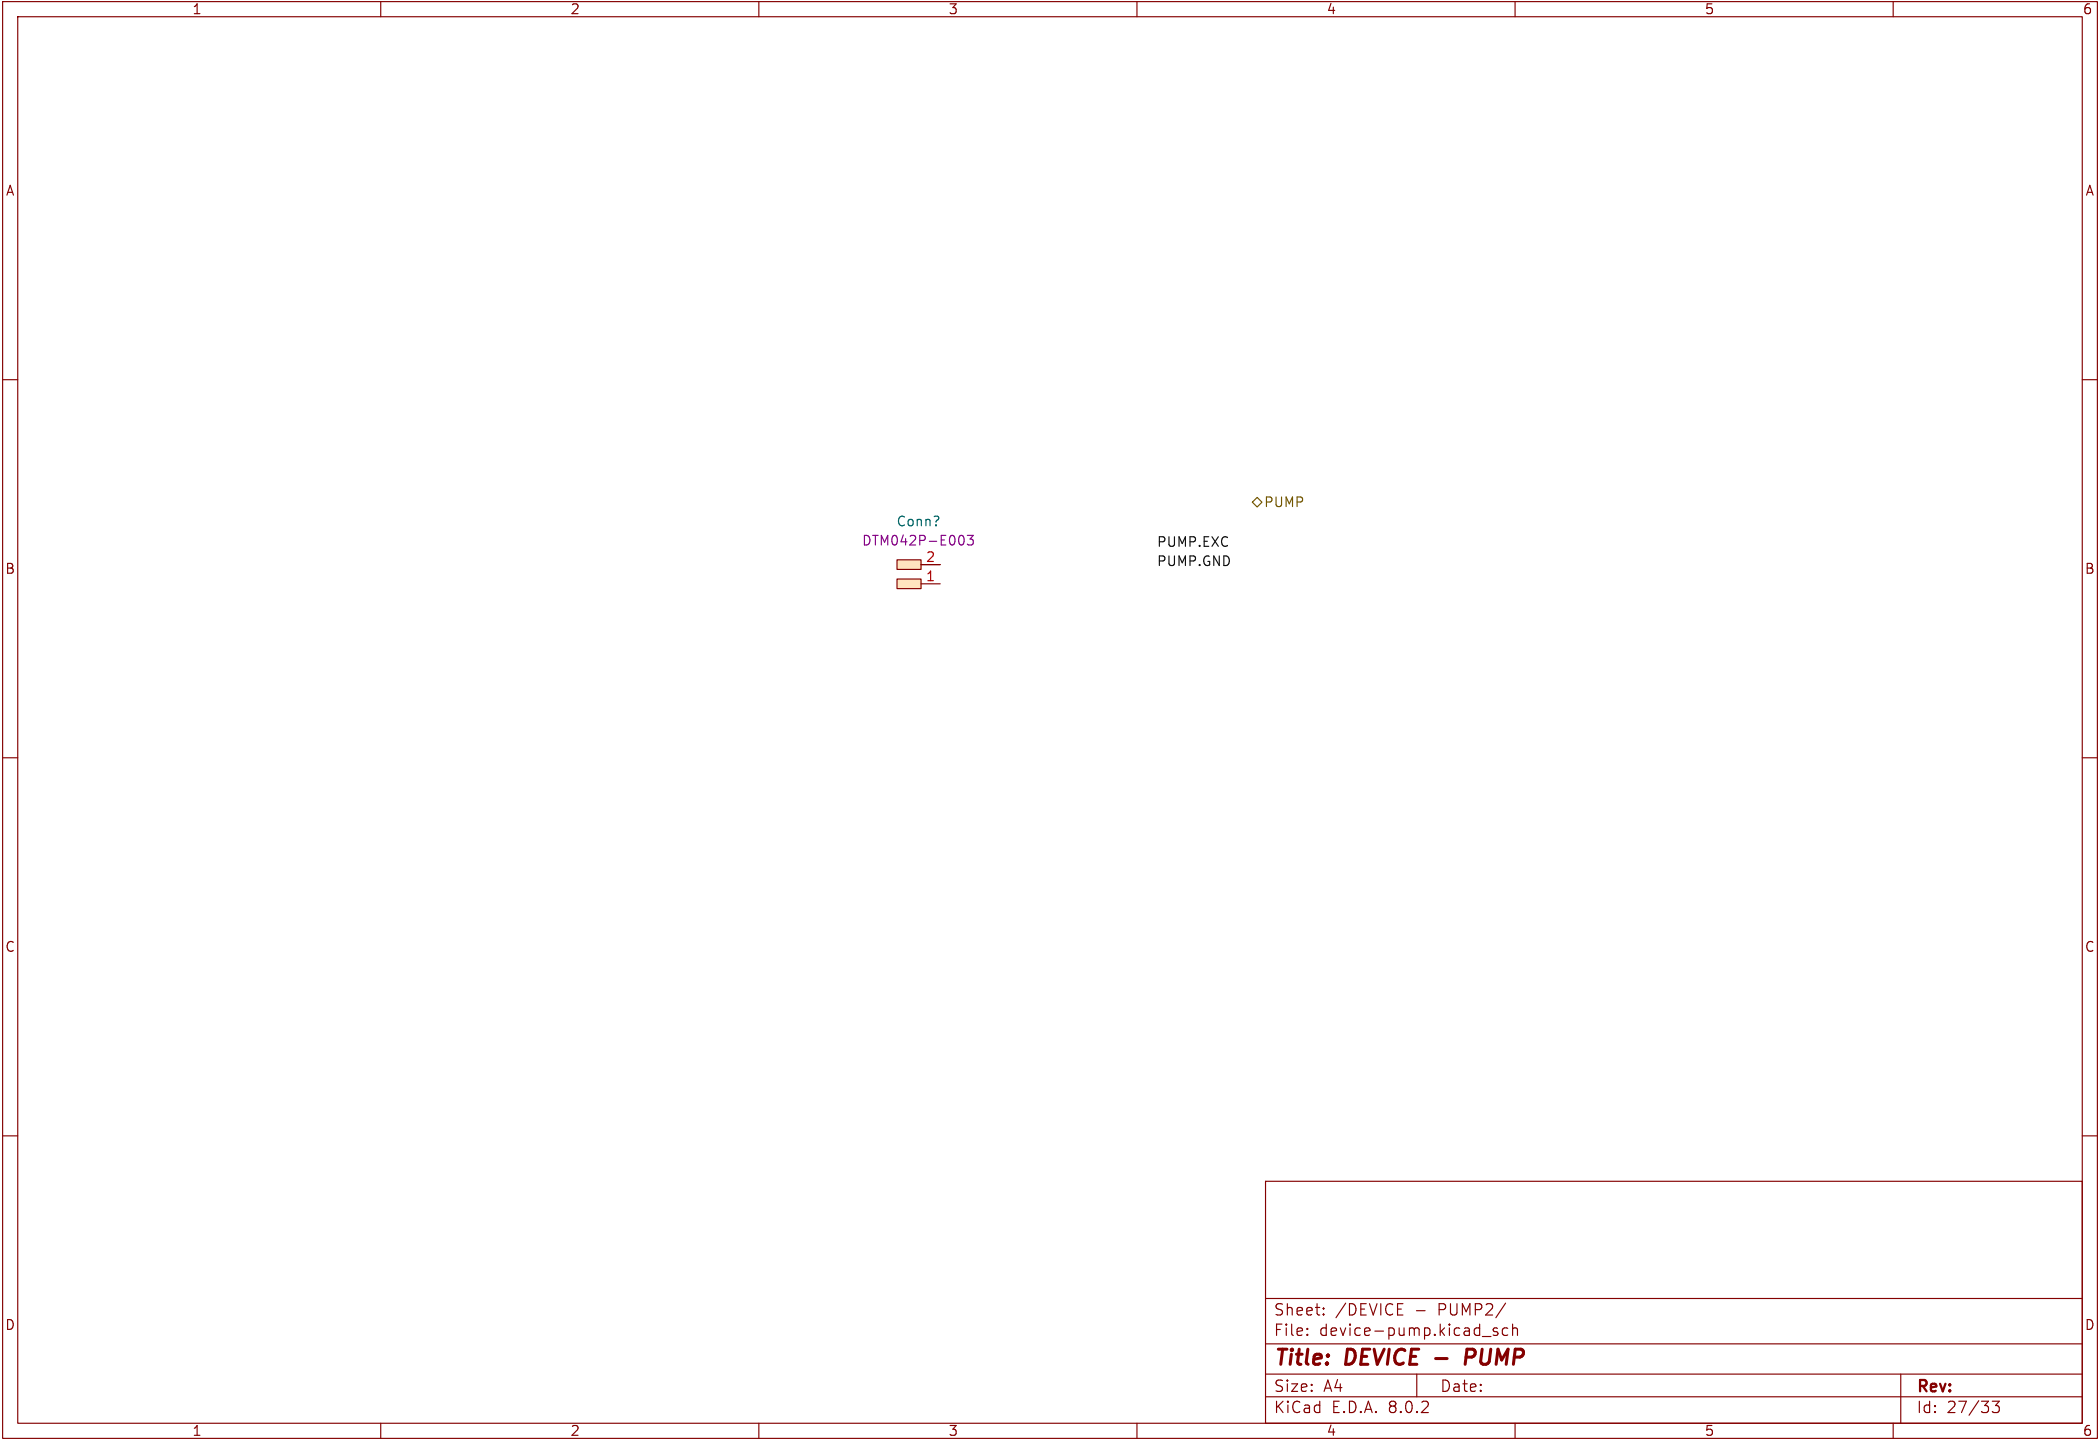 1 2 3 4 5 6
A A
PUMP
Conn?
DTM042P-E003
PUMP.EXC
2
PUMP.GND
B B
1
C C
Sheet: /DEVICE - PUMP2/
D D
File: device-pump.kicad_sch
Title: DEVICE - PUMP
Size: A4 Date: Rev:
KiCad E.D.A. 8.0.2 Id: 27/33
1 2 3 4 5 6